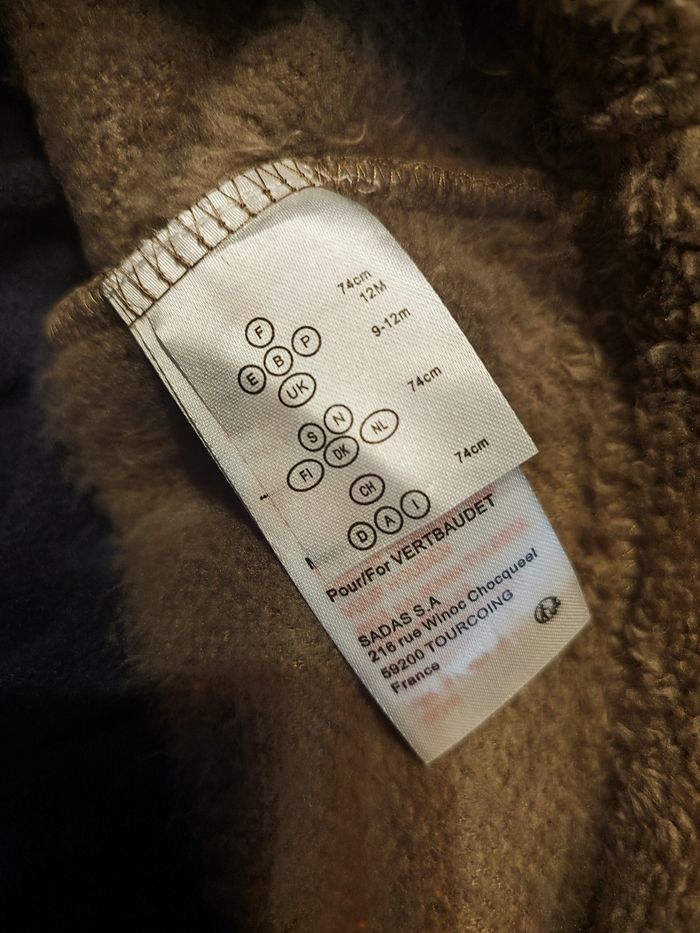 F 74cm
E B P 12M
UK 9-12m
S N
FI DK NL 74cm
CH
D A I 74cm
Pour/For VERTBAUDET
SADAS S.A
216 rue Winoc Chocqueel
59200 TOURCOING
France